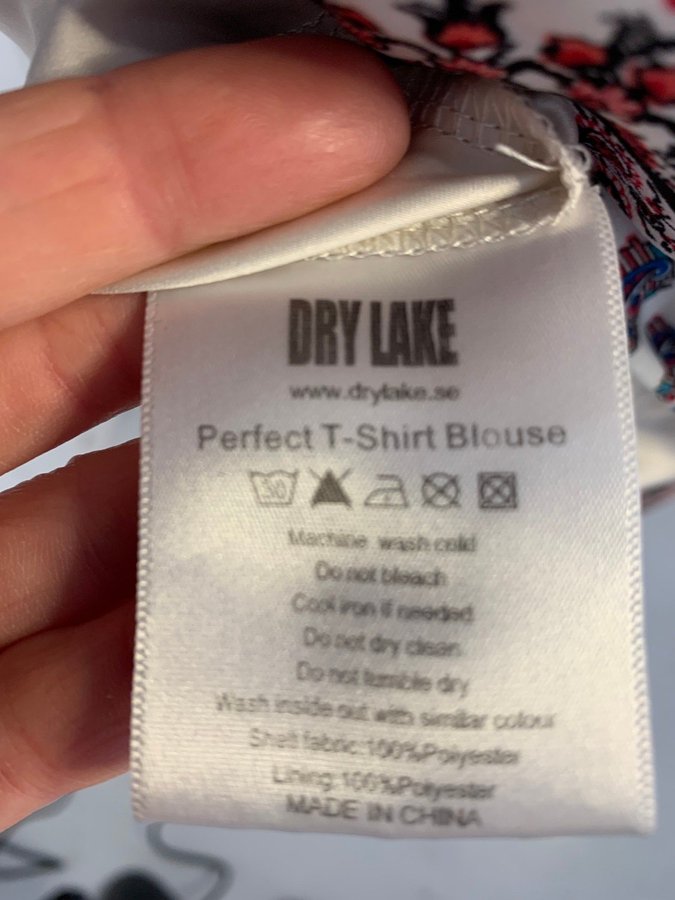 DRY LAKE
www.drylake.se
Perfect T-Shirt Blouse
30
Machine wash cold
Do not bleach
Cool iron if needed
Do not dry clean
Do not tumble dry
Wash inside out with similar colour
Shell fabric:100%Polyester
Lining:100%Polyester
MADE IN CHINA